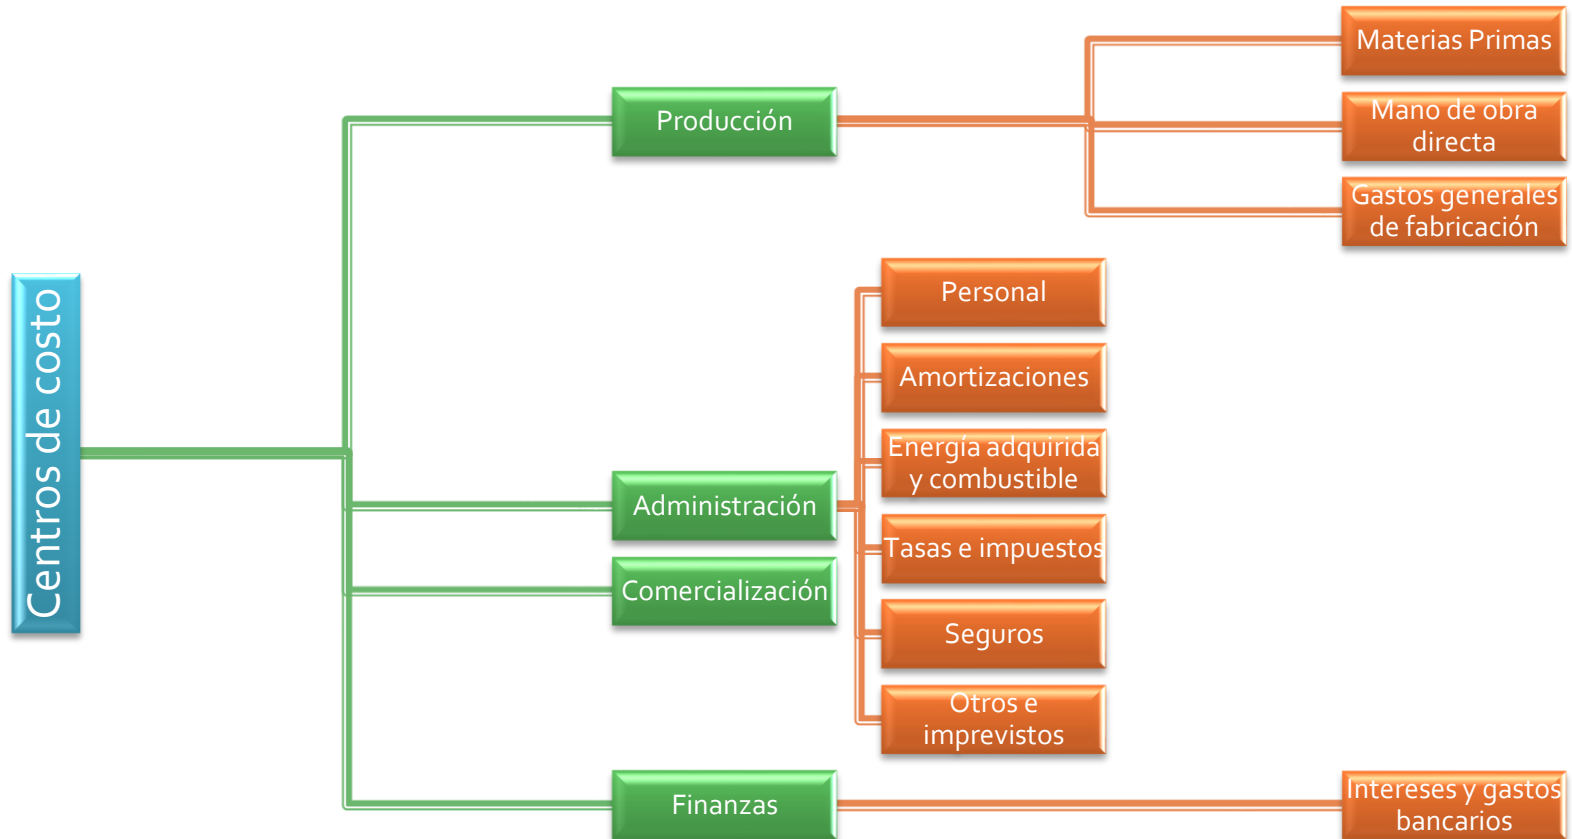 Centros de costo
Producción
Materias Primas
Mano de obra
directa
Gastos generales
de fabricación
Administración
Personal
Amortizaciones
Energía adquirida
y combustible
Tasas e impuestos
Seguros
Otros e
imprevistos
Comercialización
Finanzas
Intereses y gastos
bancarios